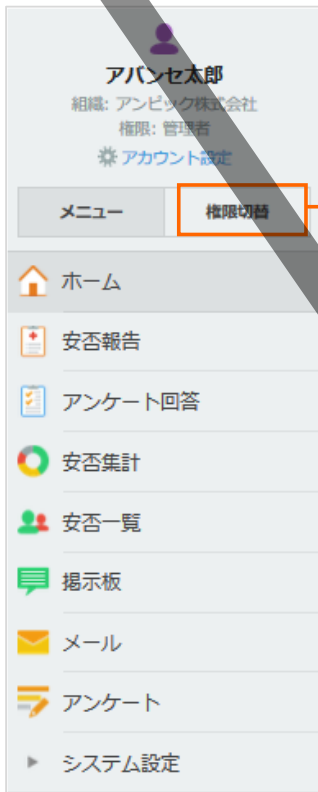 アバンセ太郎
組織: アンピック株式会社
権限: 管理者
アカウント設定
メニュー
権限切替
ホーム
安否報告
アンケート回答
安否集計
安否一覧
掲示板
メール
アンケート
システム設定